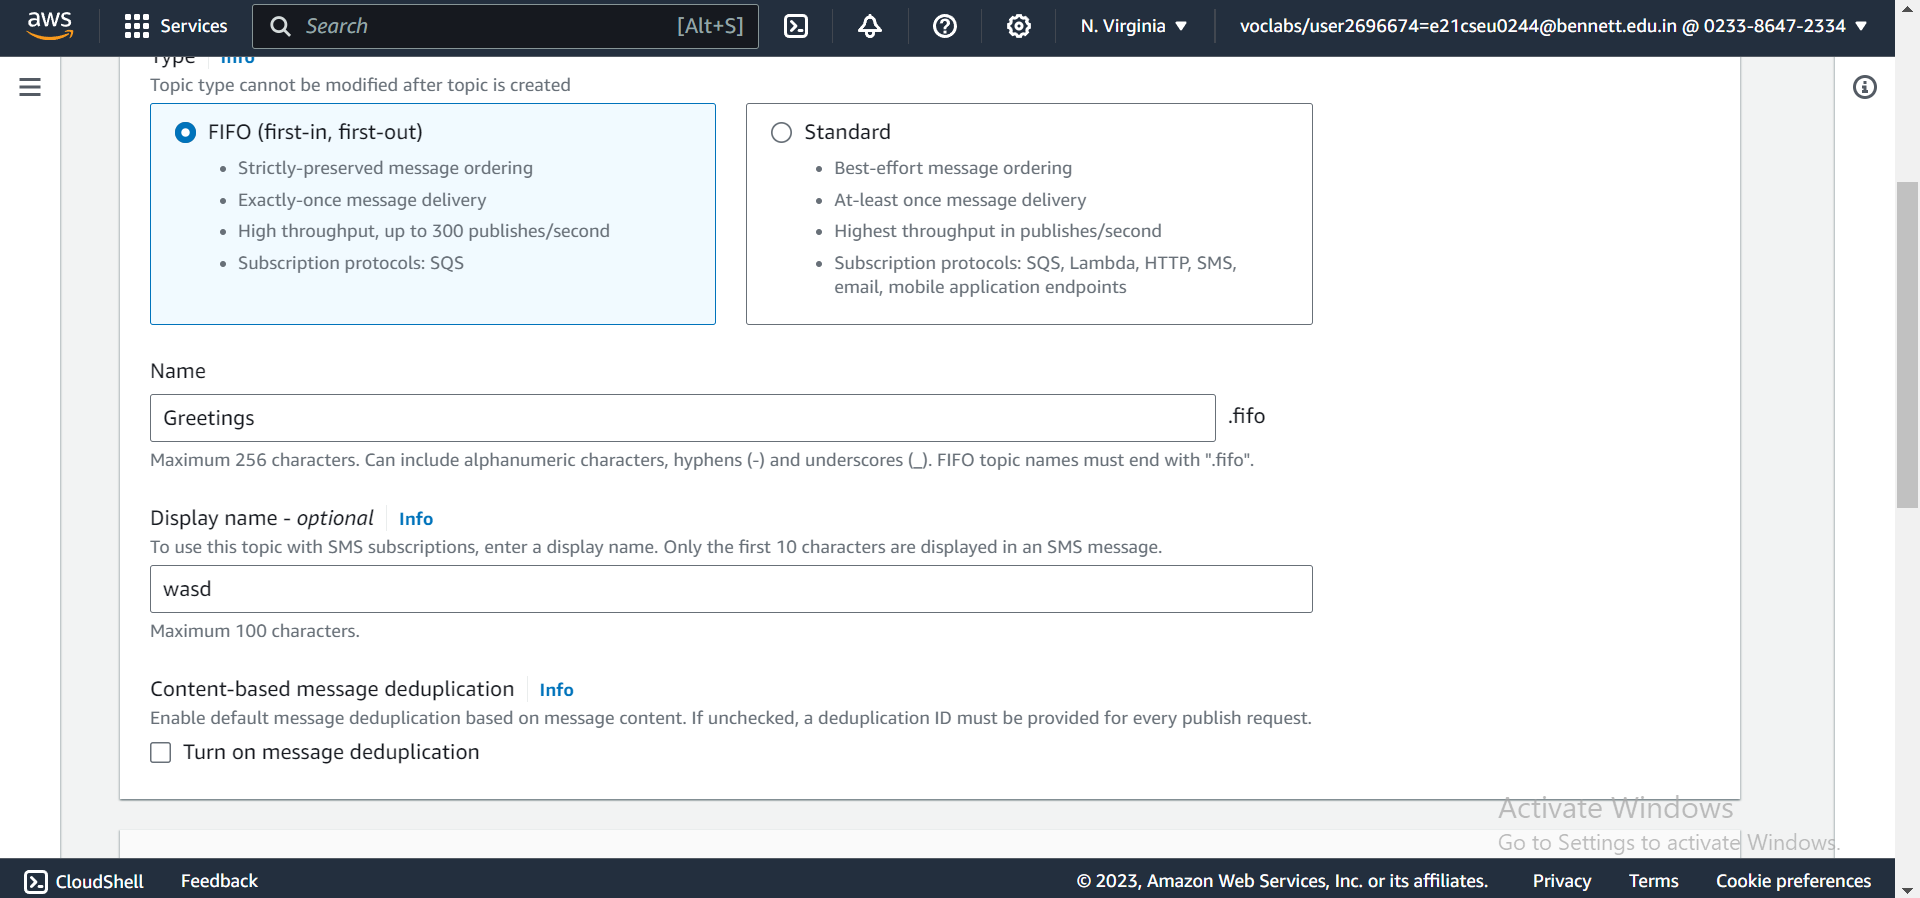 aws Services Search [Alt+S] N. Virginia voclabs/user2696674=e21cseu0244@bennett.edu.in @ 0233-8647-2334
Type Info
Topic type cannot be modified after topic is created
FIFO (first-in, first-out)
Strictly-preserved message ordering
Exactly-once message delivery
High throughput, up to 300 publishes/second
Subscription protocols: SQS
Standard
Best-effort message ordering
At-least once message delivery
Highest throughput in publishes/second
Subscription protocols: SQS, Lambda, HTTP, SMS,
email, mobile application endpoints
Name
Greetings .fifo
Maximum 256 characters. Can include alphanumeric characters, hyphens (-) and underscores (_). FIFO topic names must end with ".fifo".
Display name - optional Info
To use this topic with SMS subscriptions, enter a display name. Only the first 10 characters are displayed in an SMS message.
wasd
Maximum 100 characters.
Content-based message deduplication Info
Enable default message deduplication based on message content. If unchecked, a deduplication ID must be provided for every publish request.
Turn on message deduplication
Activate Windows
Go to Settings to activate Windows.
CloudShell Feedback © 2023, Amazon Web Services, Inc. or its affiliates. Privacy Terms Cookie preferences